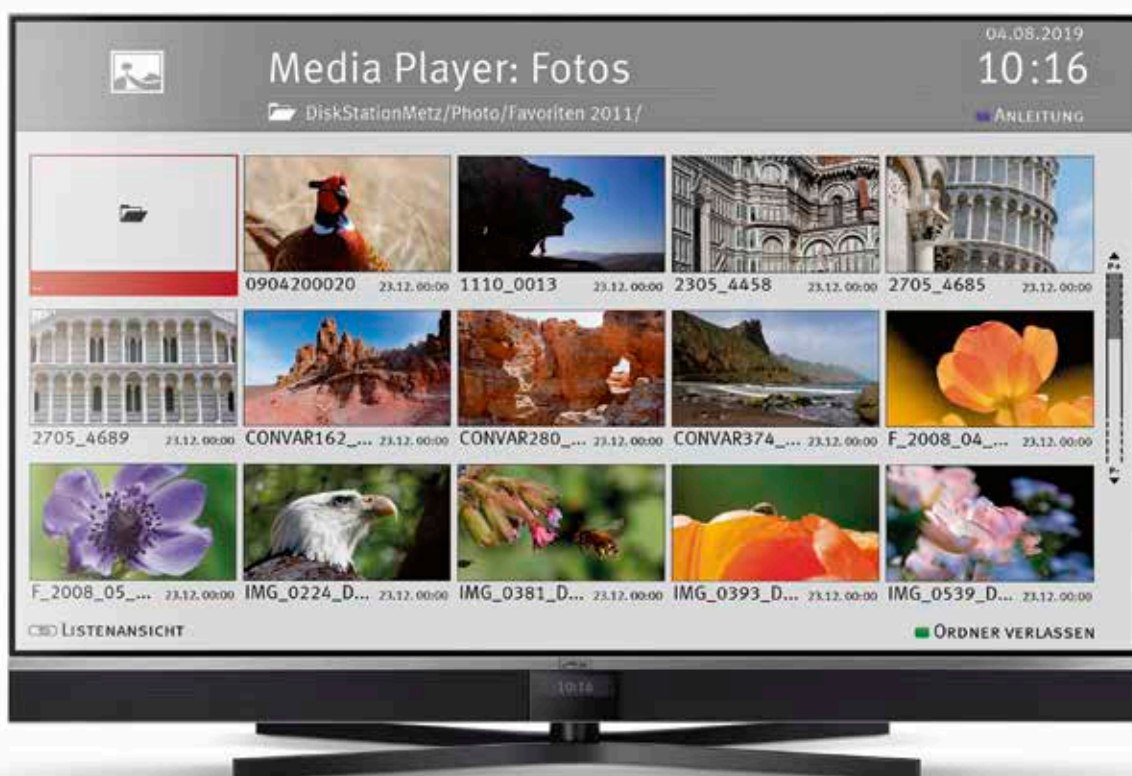 04.08.2019
Media Player: Fotos
10:16
DiskStationMetz/Photo/Favoriten 2011/
ANLEITUNG
P+
..
0904200020 23.12. 00:00
1110_0013 23.12. 00:00
2305_4458 23.12. 00:00
2705_4685 23.12. 00:00
2705_4689 23.12. 00:00
CONVAR162_... 23.12. 00:00
CONVAR280_... 23.12. 00:00
CONVAR374_... 23.12. 00:00
F_2008_04_... 23.12. 00:00
P-
F_2008_05_... 23.12. 00:00
IMG_0224_D... 23.12. 00:00
IMG_0381_D... 23.12. 00:00
IMG_0393_D... 23.12. 00:00
IMG_0539_D... 23.12. 00:00
LISTENANSICHT
ORDNER VERLASSEN
10:16